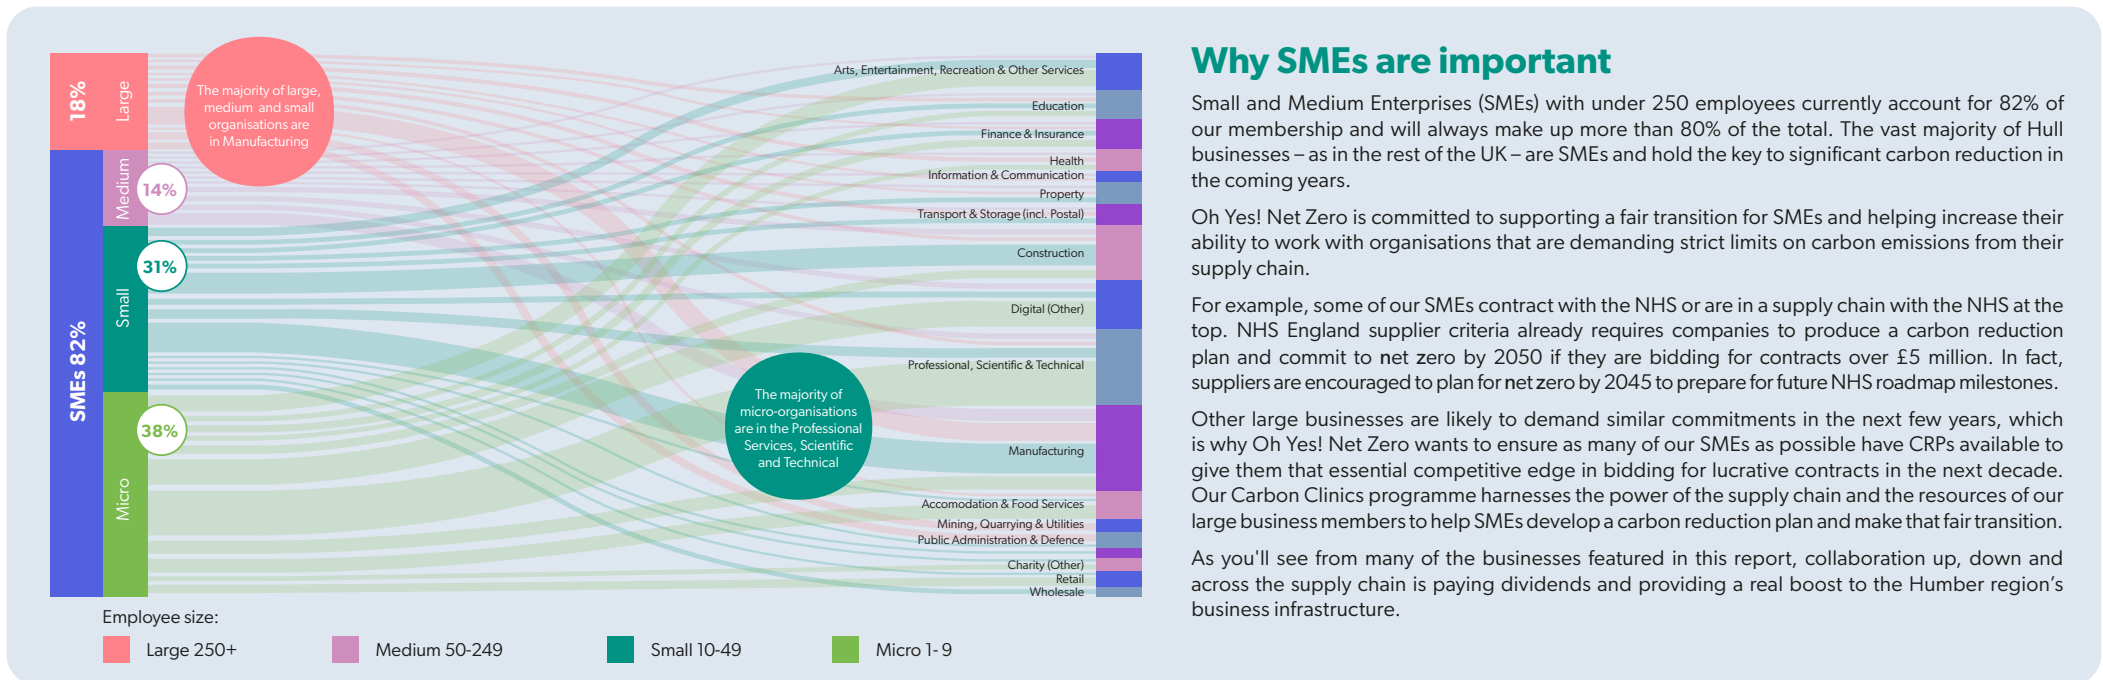 18%
Large
SMEs 82%
Medium
Small
Micro
14%
31%
38%
The majority of large,
medium and small
organisations are
in Manufacturing
The majority of
micro-organisations
are in the Professional
Services, Scientific
and Technical
Arts, Entertainment, Recreation & Other Services
Education
Finance & Insurance
Health
Information & Communication
Property
Transport & Storage (incl. Postal)
Construction
Digital (Other)
Professional, Scientific & Technical
Manufacturing
Accomodation & Food Services
Mining, Quarrying & Utilities
Public Administration & Defence
Charity (Other)
Retail
Wholesale
Employee size:
Large 250+
Medium 50-249
Small 10-49
Micro 1- 9
Why SMEs are important
Small and Medium Enterprises (SMEs) with under 250 employees currently account for 82% of
our membership and will always make up more than 80% of the total. The vast majority of Hull
businesses – as in the rest of the UK – are SMEs and hold the key to significant carbon reduction in
the coming years.
Oh Yes! Net Zero is committed to supporting a fair transition for SMEs and helping increase their
ability to work with organisations that are demanding strict limits on carbon emissions from their
supply chain.
For example, some of our SMEs contract with the NHS or are in a supply chain with the NHS at the
top. NHS England supplier criteria already requires companies to produce a carbon reduction
plan and commit to net zero by 2050 if they are bidding for contracts over £5 million. In fact,
suppliers are encouraged to plan for net zero by 2045 to prepare for future NHS roadmap milestones.
Other large businesses are likely to demand similar commitments in the next few years, which
is why Oh Yes! Net Zero wants to ensure as many of our SMEs as possible have CRPs available to
give them that essential competitive edge in bidding for lucrative contracts in the next decade.
Our Carbon Clinics programme harnesses the power of the supply chain and the resources of our
large business members to help SMEs develop a carbon reduction plan and make that fair transition.
As you'll see from many of the businesses featured in this report, collaboration up, down and
across the supply chain is paying dividends and providing a real boost to the Humber region’s
business infrastructure.